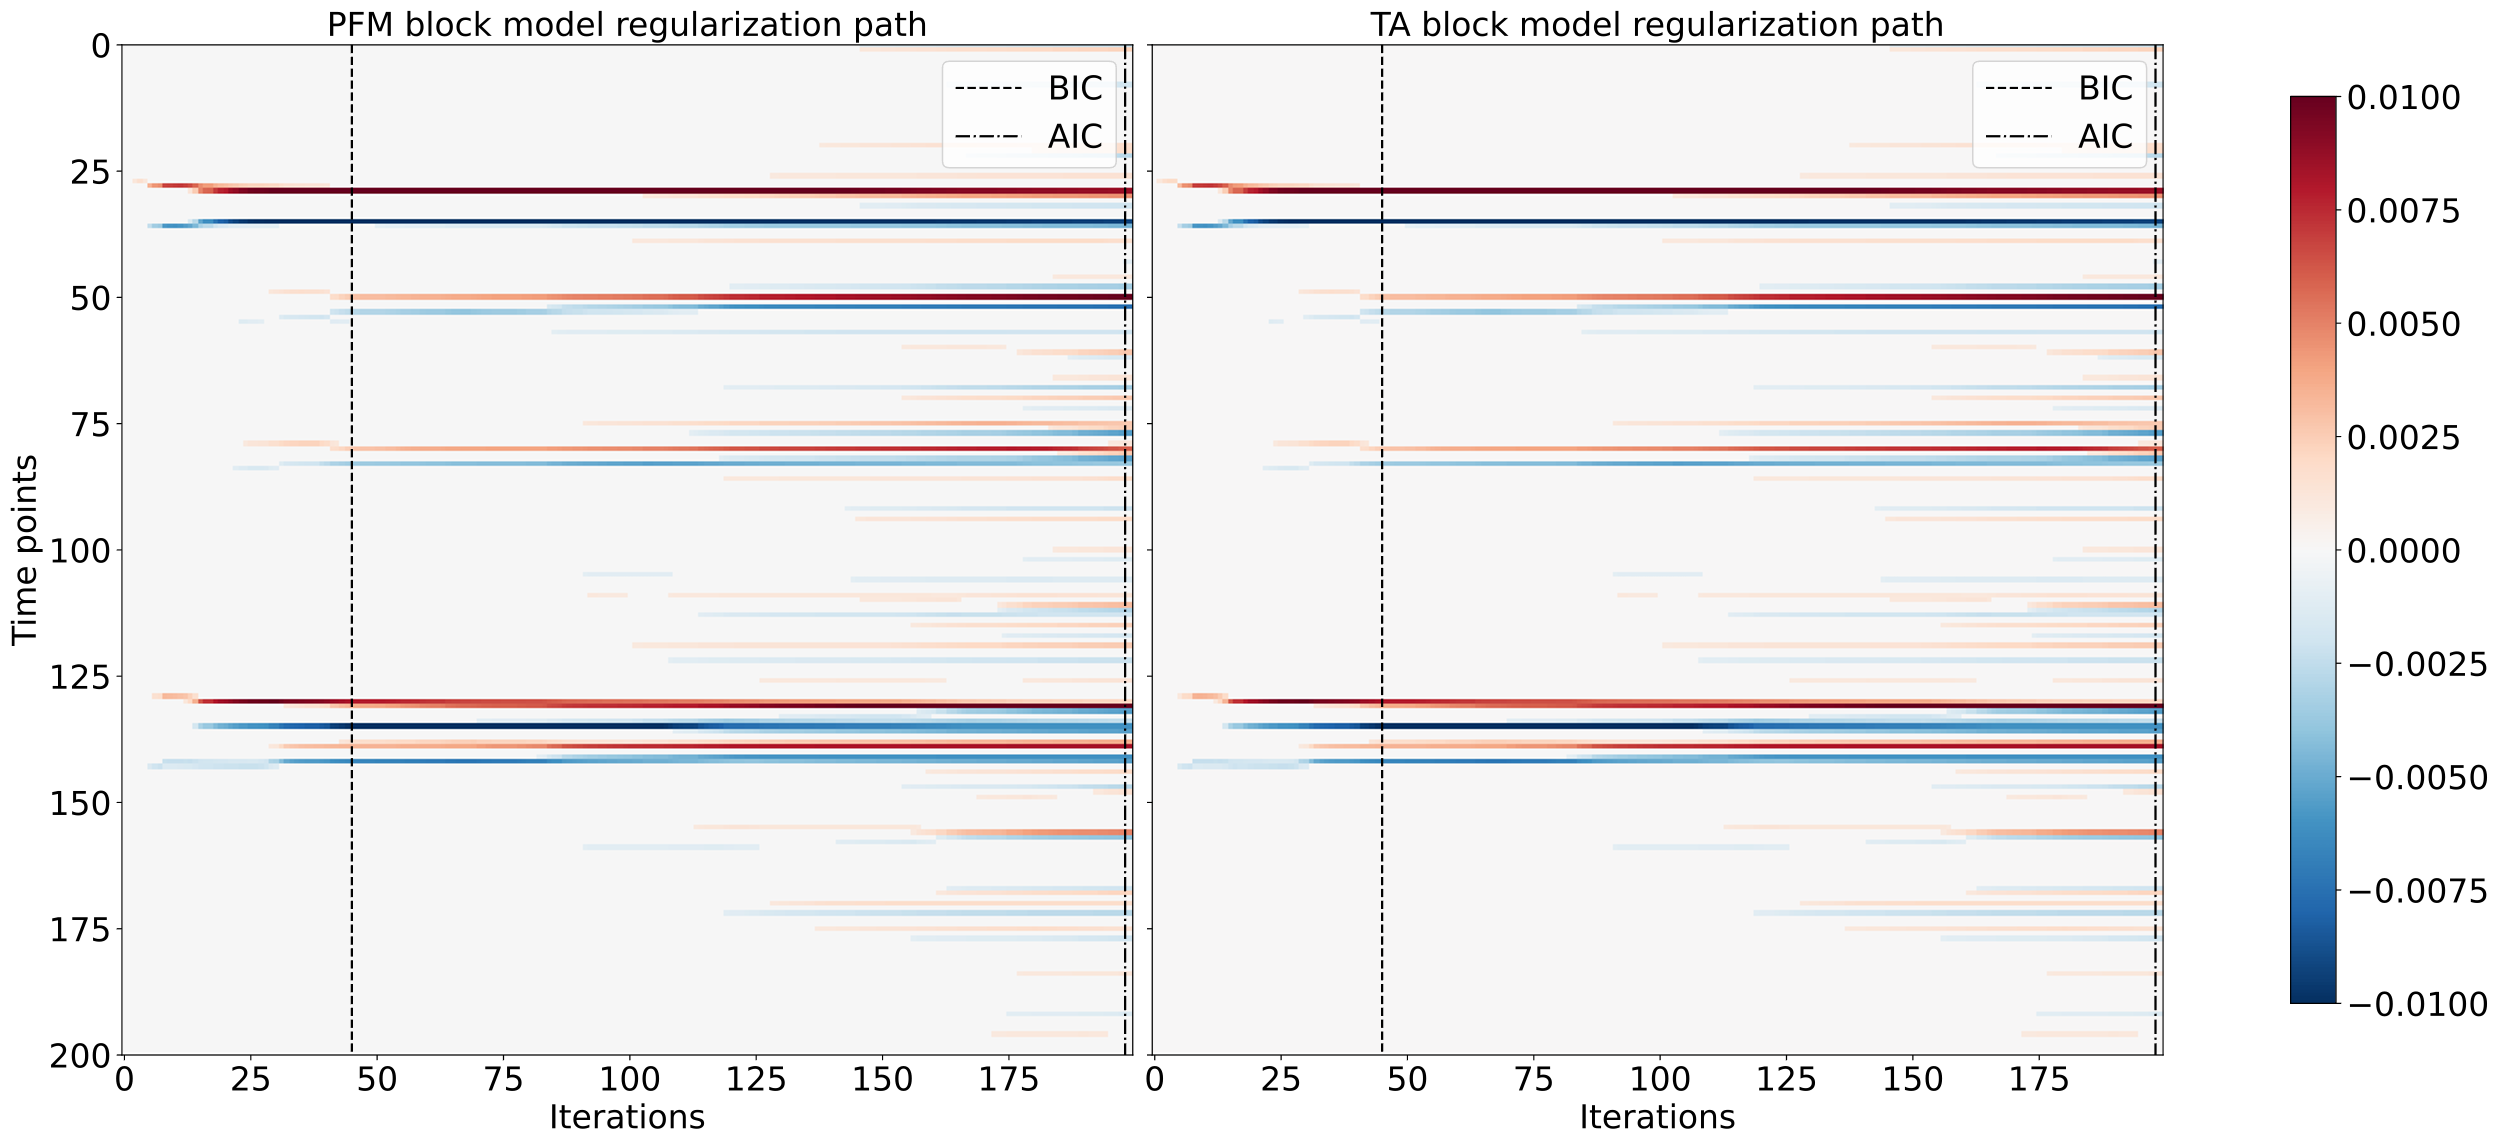 PFM block model regularization path
TA block model regularization path
0
25
50
75
100
125
150
175
200
Time points
BIC
AIC
BIC
AIC
0.0100
0.0075
0.0050
0.0025
0.0000
−0.0025
−0.0050
−0.0075
−0.0100
0 25 50 75 100 125 150 175
0 25 50 75 100 125 150 175
Iterations
Iterations